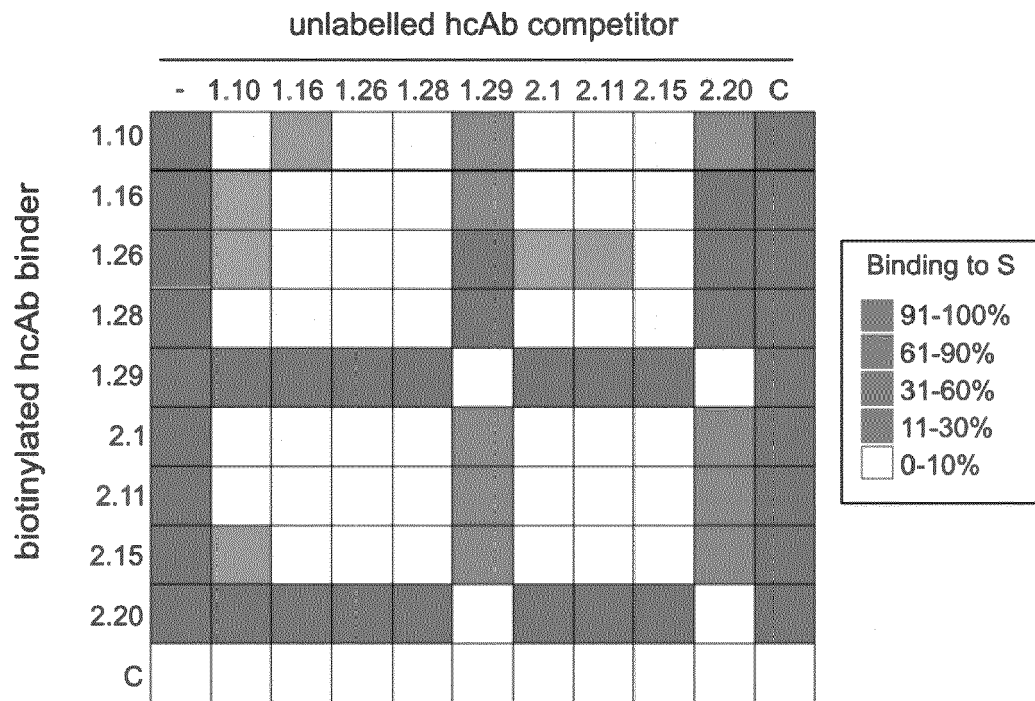 unlabelled hcAb competitor
- 1.10 1.16 1.26 1.28 1.29 2.1 2.11 2.15 2.20 C
biotinylated hcAb binder
1.10
1.16
1.26
1.28
1.29
2.1
2.11
2.15
2.20
C
Binding to S
91-100%
61-90%
31-60%
11-30%
0-10%